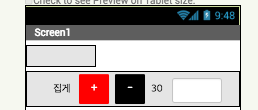 Check to see Preview on Tablet size.
9:48
Screen1
집게 + - 30